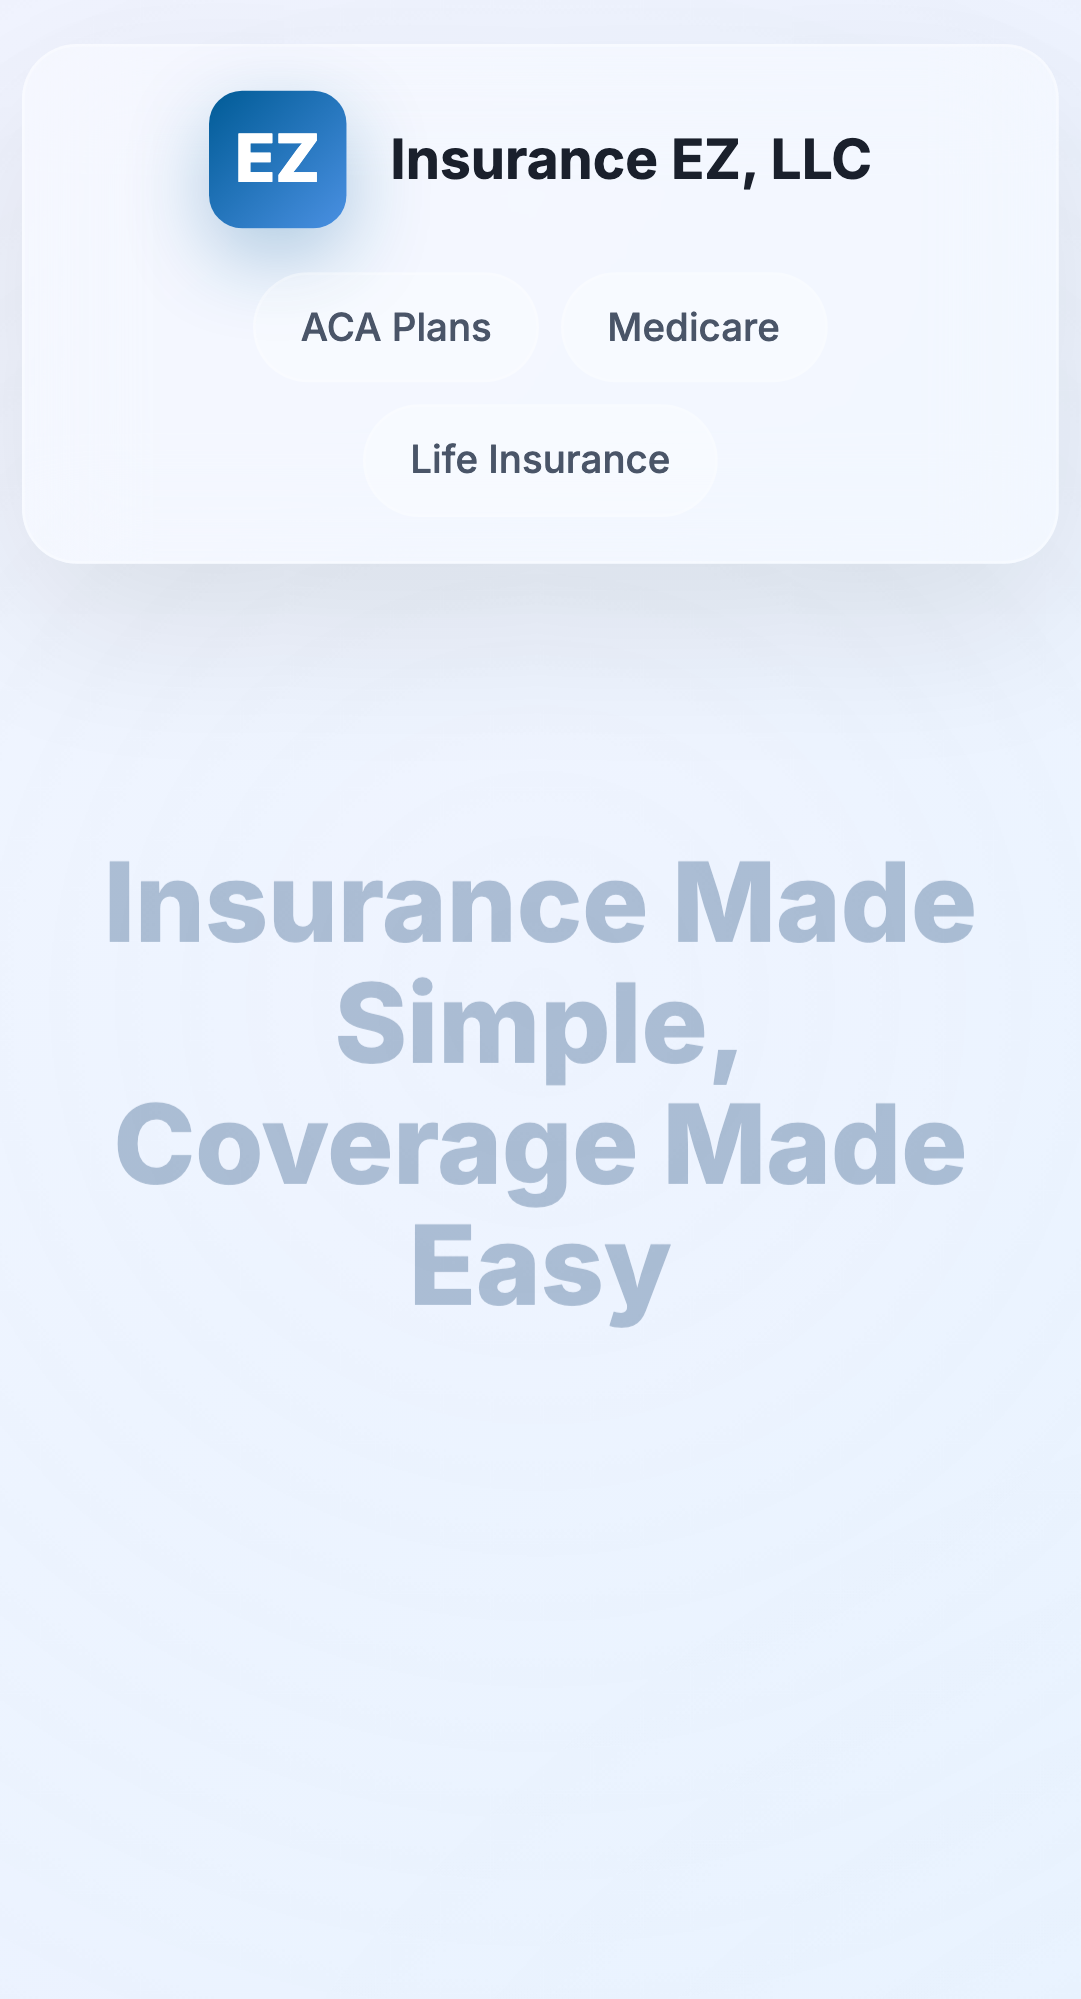 EZ
Insurance EZ, LLC
ACA Plans
Medicare
Life Insurance
Insurance Made
Simple,
Coverage Made
Easy